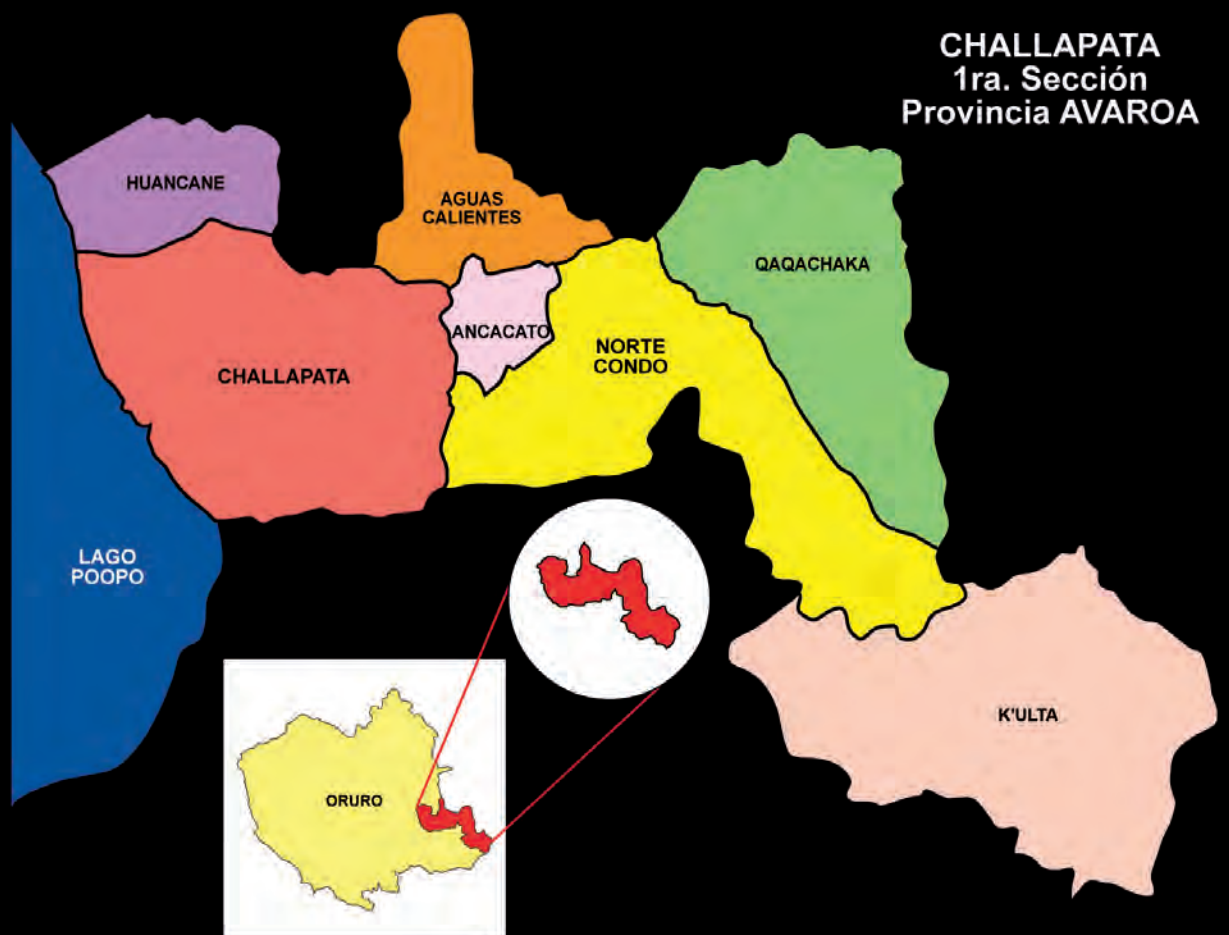 CHALLAPATA
1ra. Sección
Provincia AVAROA
HUANCANE
AGUAS
CALIENTES
QAQACHAKA
ANCACATO
NORTE
CONDO
CHALLAPATA
LAGO
POOPO
K'ULTA
ORURO